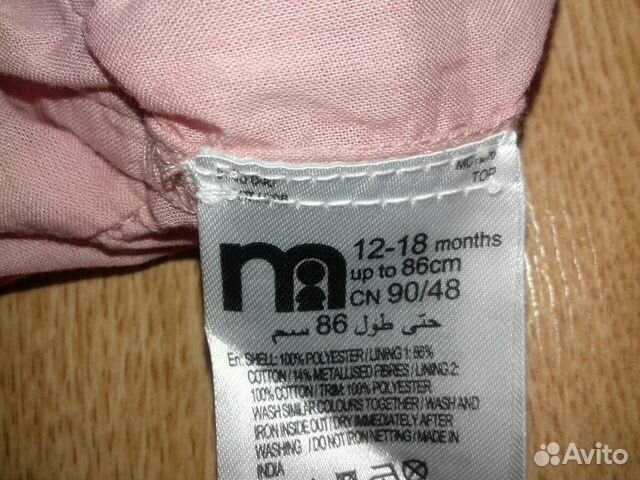 TOP
m
12-18 months
up to 86cm
CN 90/48
حتى طول 86 سم
En: SHELL: 100% POLYESTER / LINING 1: 86%
COTTON / 14% METALLISED FIBRES / LINING 2:
100% COTTON / TRIM: 100% POLYESTER
WASH SIMILAR COLOURS TOGETHER / WASH AND
IRON INSIDE OUT / DRY IMMEDIATELY AFTER
WASHING / DO NOT IRON NETTING / MADE IN
INDIA
Avito